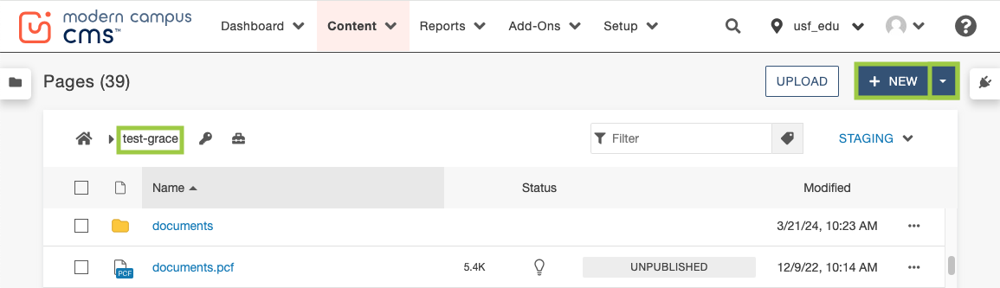 modern campus
cms™
Dashboard Content Reports Add-Ons Setup usf_edu ?
Pages (39) UPLOAD + NEW
test-grace Filter STAGING
Name Status Modified
documents 3/21/24, 10:23 AM
PCF documents.pcf 5.4K UNPUBLISHED 12/9/22, 10:14 AM